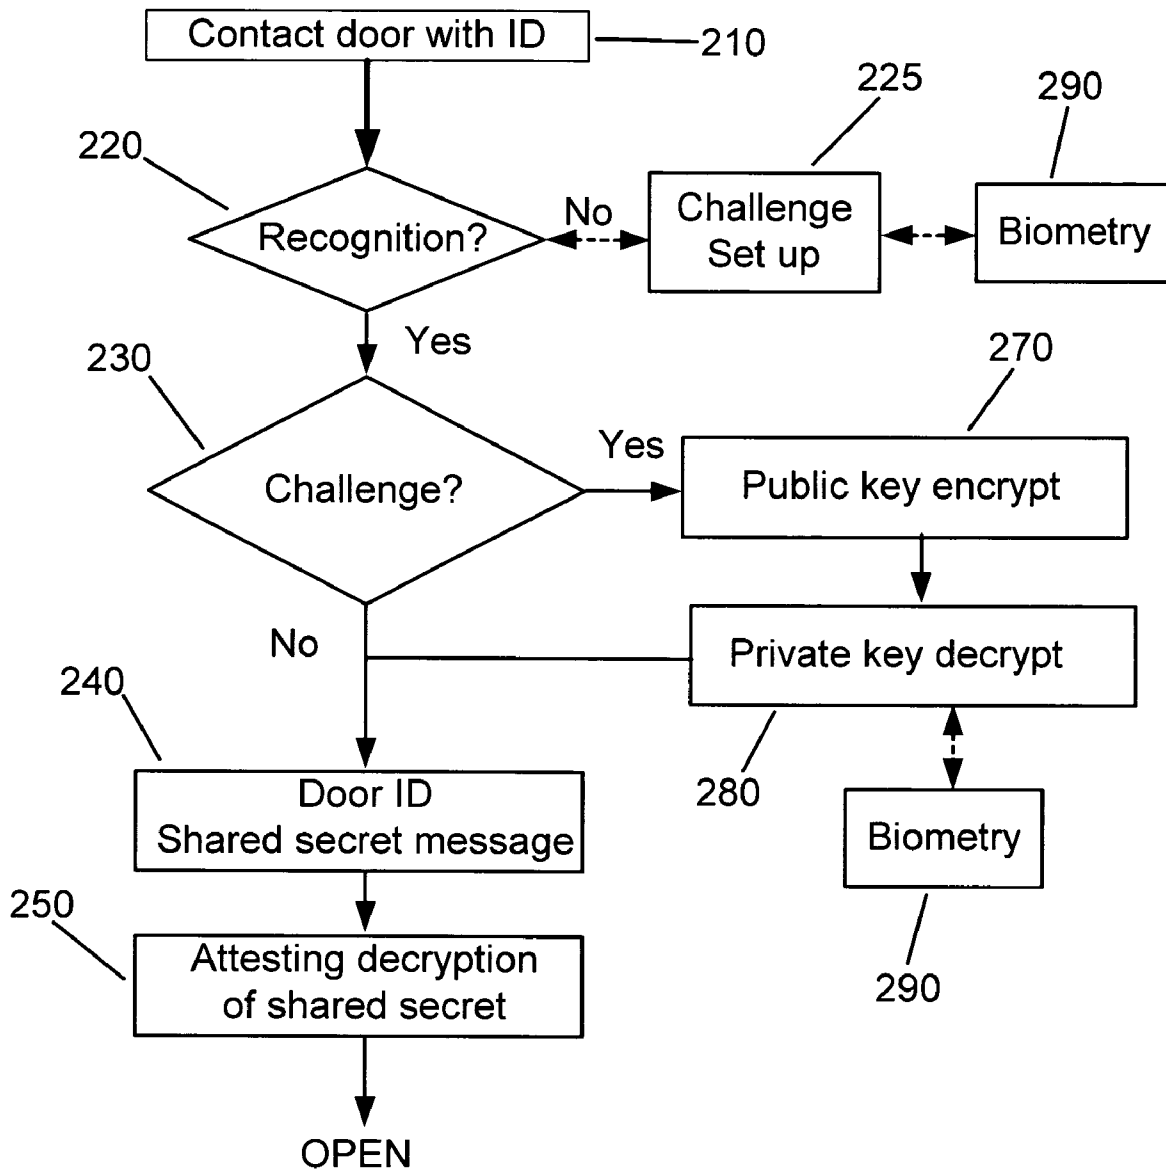 Contact door with ID
210
225
290
220
No
Challenge
Set up
Biometry
Recognition?
Yes
230
270
Yes
Challenge?
Public key encrypt
No
Private key decrypt
240
280
Door ID
Shared secret message
Biometry
250
290
Attesting decryption
of shared secret
OPEN